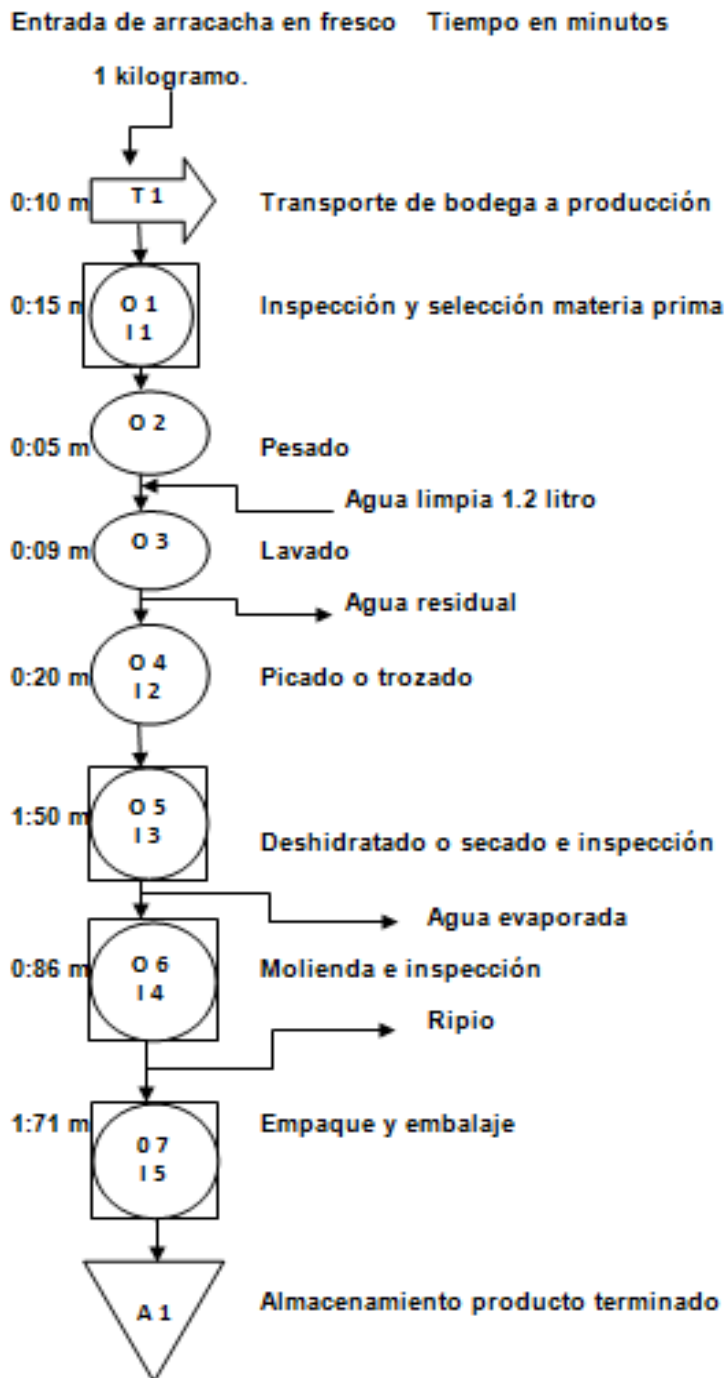 Entrada de arracacha en fresco Tiempo en minutos
1 kilogramo.
0:10 m T 1 Transporte de bodega a producción
0:15 m O 1 Inspección y selección materia prima
I 1
O 2
0:05 m Pesado
Agua limpia 1.2 litro
0:09 m O 3 Lavado
Agua residual
O 4
0:20 m I 2 Picado o trozado
1:50 m O 5
I 3 Deshidratado o secado e inspección
Agua evaporada
0:86 m O 6 Molienda e inspección
I 4
Ripio
1:71 m 0 7 Empaque y embalaje
I 5
A 1 Almacenamiento producto terminado